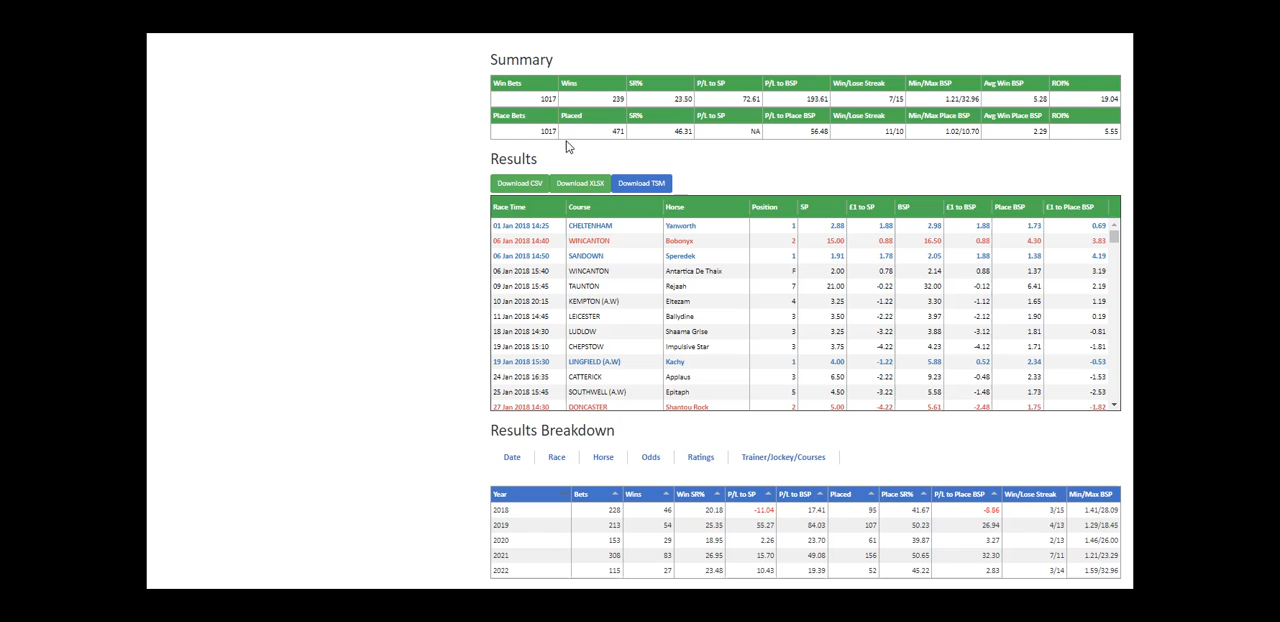 Summary
Win Bets Wins SR% P/L to SP P/L to BSP Win/Lose Streak Min/Max BSP Avg Win BSP ROI%
1017 239 23.50 72.61 193.61 7/15 1.21/32.96 5.28 19.04
Place Bets Placed SR% P/L to SP P/L to Place BSP Win/Lose Streak Min/Max Place BSP Avg Win Place BSP ROI%
1017 471 46.31 NA 56.48 11/10 1.02/10.70 2.29 5.55
Results
Download CSV Download XLSX Download TSM
Race Time Course Horse Position SP £1 to SP BSP £1 to BSP Place BSP £1 to Place BSP
01 Jan 2018 14:25 CHELTENHAM Yanworth 1 2.88 1.88 2.98 1.88 1.73 0.69
06 Jan 2018 14:40 WINCANTON Bobonyx 2 15.00 0.88 16.50 0.88 4.30 3.83
06 Jan 2018 14:50 SANDOWN Speredek 1 1.91 1.78 2.05 1.88 1.38 4.19
06 Jan 2018 15:40 WINCANTON Antartica De Thaix F 2.00 0.78 2.14 0.88 1.37 3.19
09 Jan 2018 15:45 TAUNTON Rejaah 7 21.00 -0.22 32.00 -0.12 6.41 2.19
10 Jan 2018 20:15 KEMPTON (A.W) Eltezam 4 3.25 -1.22 3.30 -1.12 1.65 1.19
11 Jan 2018 14:45 LEICESTER Ballydine 3 3.50 -2.22 3.97 -2.12 1.90 0.19
18 Jan 2018 14:30 LUDLOW Shaama Grise 3 3.25 -3.22 3.88 -3.12 1.81 -0.81
19 Jan 2018 15:10 CHEPSTOW Impulsive Star 3 3.75 -4.22 4.23 -4.12 1.71 -1.81
19 Jan 2018 15:30 LINGFIELD (A.W) Kachy 1 4.00 -1.22 5.88 0.52 2.34 -0.53
24 Jan 2018 16:35 CATTERICK Applaus 3 6.50 -2.22 9.23 -0.48 2.33 -1.53
25 Jan 2018 15:45 SOUTHWELL (A.W) Epitaph 5 4.50 -3.22 5.58 -1.48 1.73 -2.53
27 Jan 2018 14:30 DONCASTER Shantou Rock 2 5.00 -4.22 5.61 -2.48 1.75 -1.82
Results Breakdown
Date Race Horse Odds Ratings Trainer/Jockey/Courses
Year Bets Wins Win SR% P/L to SP P/L to BSP Placed Place SR% P/L to Place BSP Win/Lose Streak Min/Max BSP
2018 228 46 20.18 -11.04 17.41 95 41.67 -8.86 3/15 1.41/28.09
2019 213 54 25.35 55.27 84.03 107 50.23 26.94 4/13 1.29/18.45
2020 153 29 18.95 2.26 23.70 61 39.87 3.27 2/13 1.46/26.00
2021 308 83 26.95 15.70 49.08 156 50.65 32.30 7/11 1.21/23.29
2022 115 27 23.48 10.43 19.39 52 45.22 2.83 3/14 1.59/32.96